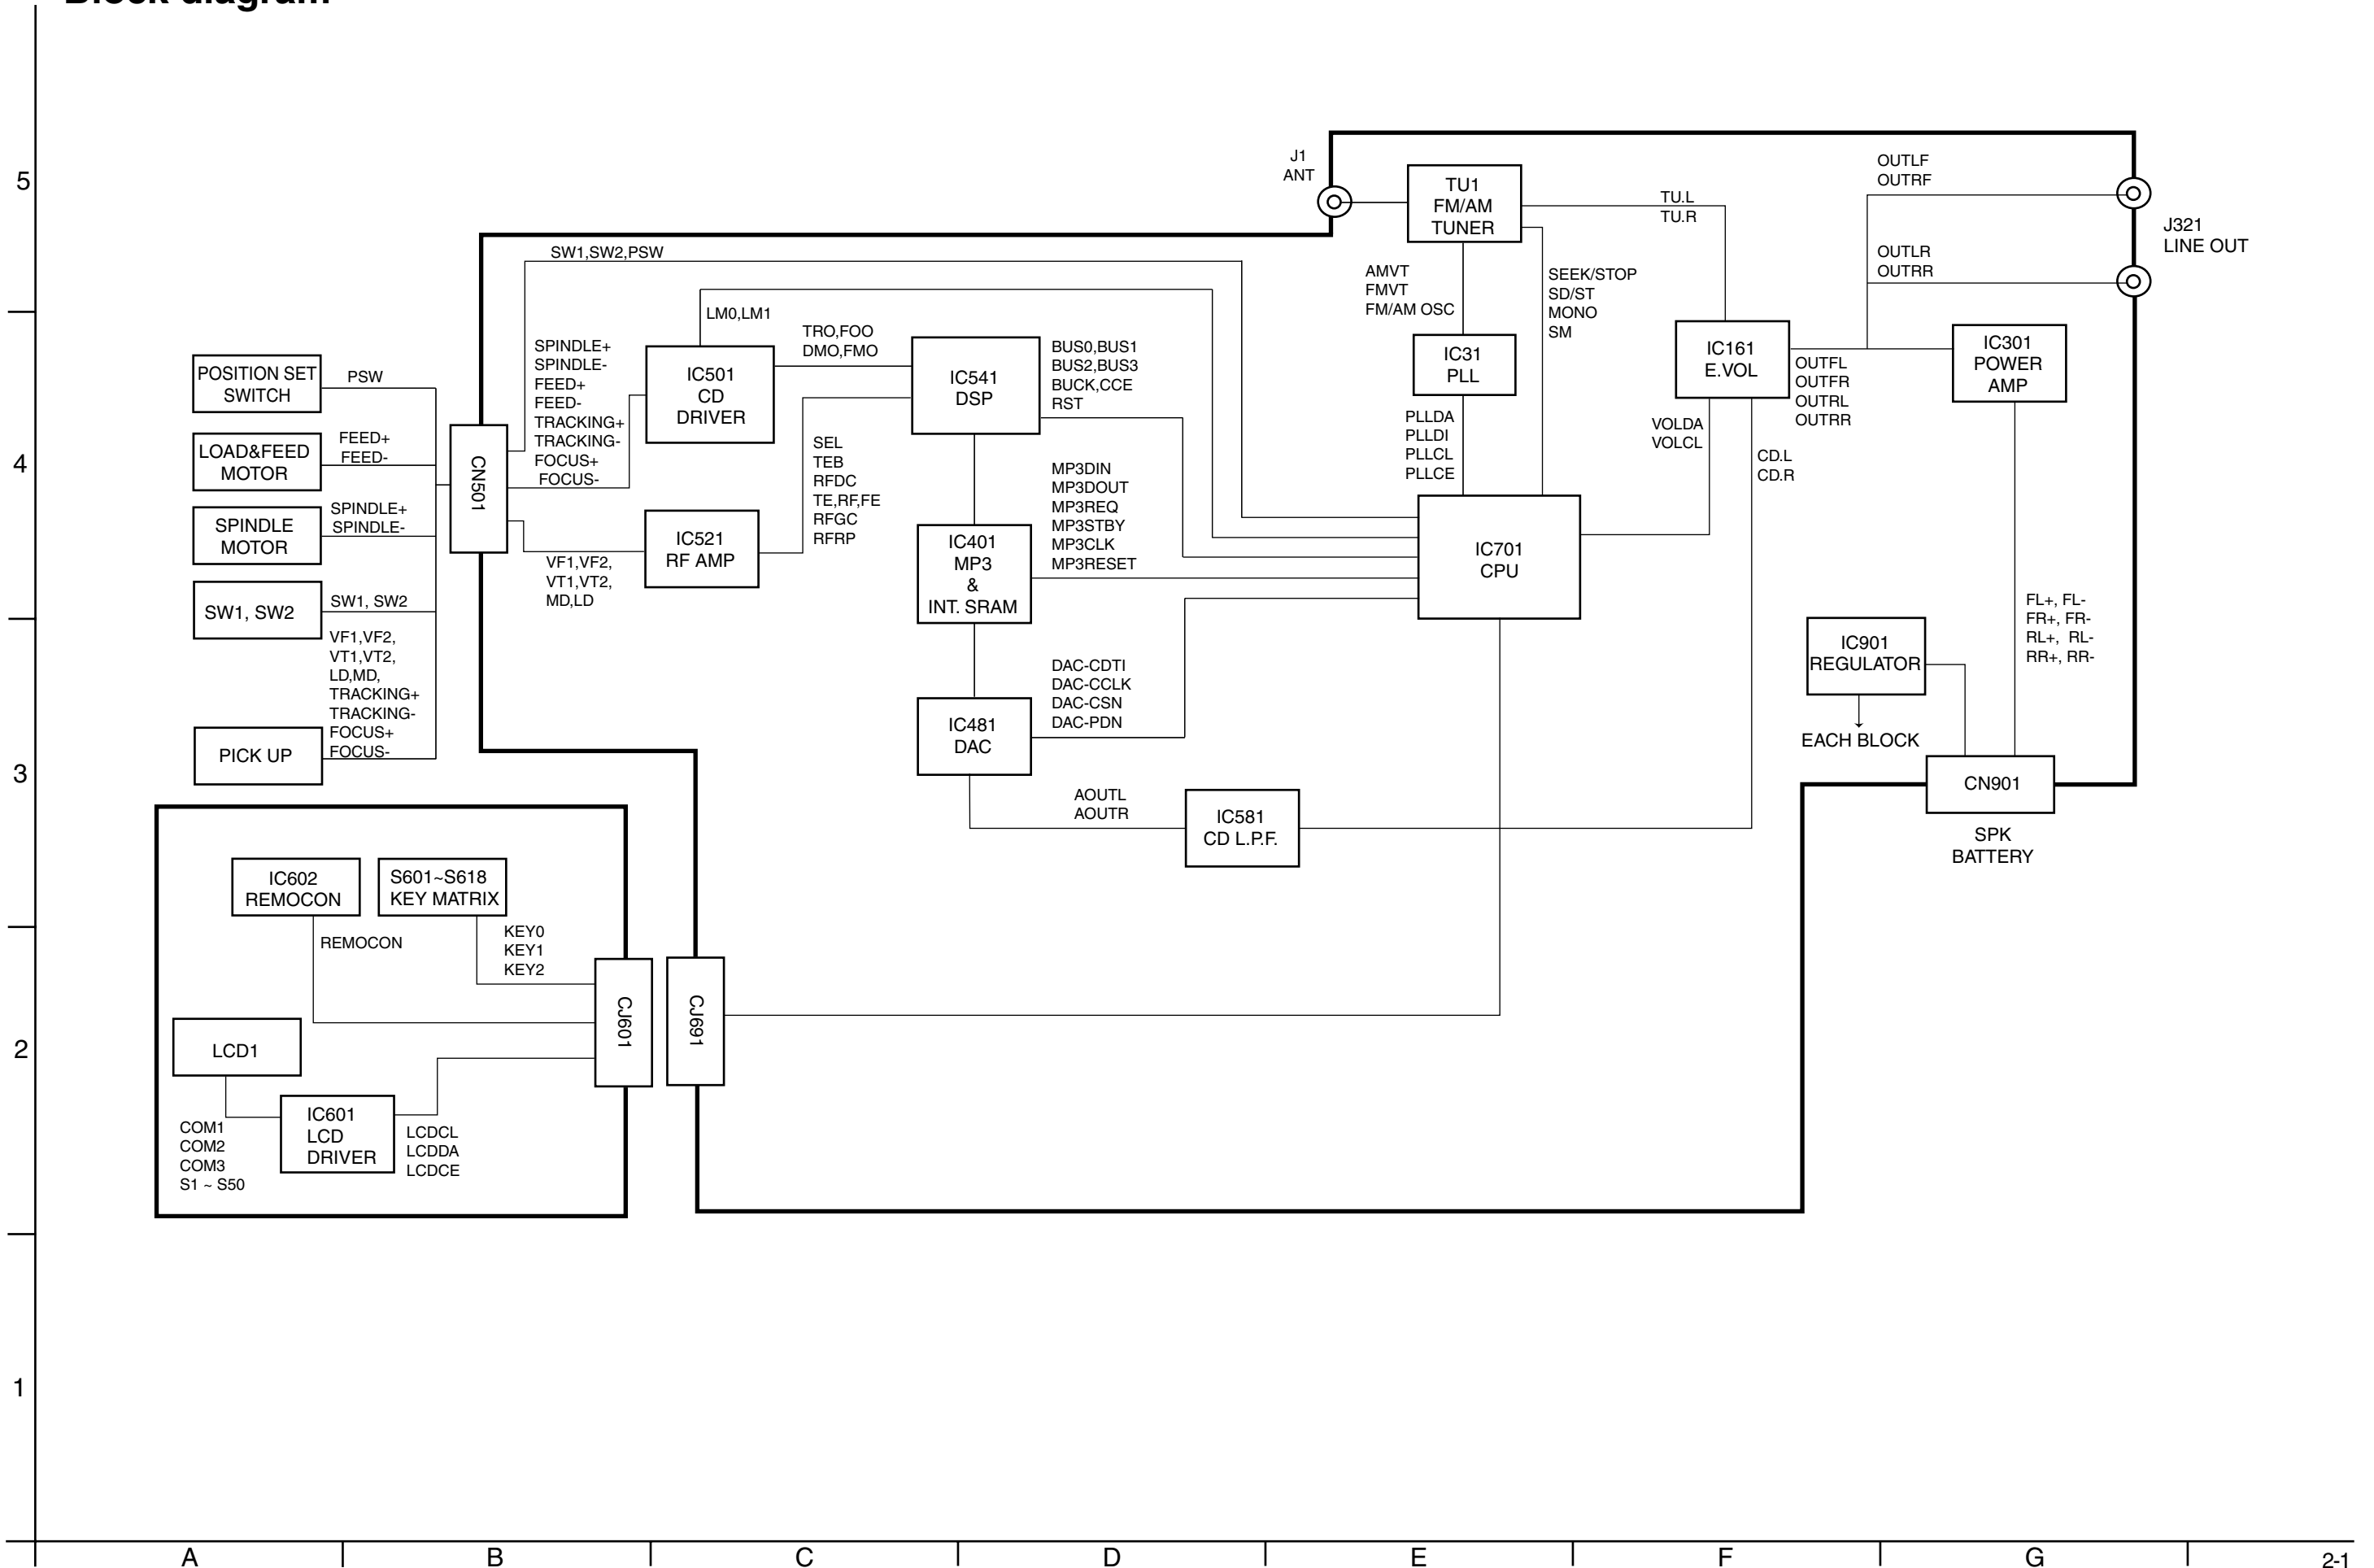 Block diagram
5
4
3
2
1
A
B
C
D
E
F
G
2-1
J1
ANT
TU1
FM/AM
TUNER
TU.L
TU.R
OUTLF
OUTRF
OUTLR
OUTRR
J321
LINE OUT
SW1,SW2,PSW
LM0,LM1
AMVT
FMVT
FM/AM OSC
SEEK/STOP
SD/ST
MONO
SM
POSITION SET
SWITCH
PSW
LOAD&FEED
MOTOR
FEED+
FEED-
SPINDLE
MOTOR
SPINDLE+
SPINDLE-
SW1, SW2
SW1, SW2
PICK UP
VF1,VF2,
VT1,VT2,
LD,MD,
TRACKING+
TRACKING-
FOCUS+
FOCUS-
CN501
SPINDLE+
SPINDLE-
FEED+
FEED-
TRACKING+
TRACKING-
FOCUS+
FOCUS-
IC501
CD
DRIVER
TRO,FOO
DMO,FMO
IC541
DSP
BUS0,BUS1
BUS2,BUS3
BUCK,CCE
RST
IC521
RF AMP
VF1,VF2,
VT1,VT2,
MD,LD
SEL
TEB
RFDC
TE,RF,FE
RFGC
RFRP
IC401
MP3
&
INT. SRAM
MP3DIN
MP3DOUT
MP3REQ
MP3STBY
MP3CLK
MP3RESET
IC31
PLL
PLLDA
PLLDI
PLLCL
PLLCE
IC701
CPU
IC161
E.VOL
VOLDA
VOLCL
CD.L
CD.R
OUTFL
OUTFR
OUTRL
OUTRR
IC301
POWER
AMP
FL+, FL-
FR+, FR-
RL+, RL-
RR+, RR-
IC901
REGULATOR
EACH BLOCK
CN901
SPK
BATTERY
IC481
DAC
DAC-CDTI
DAC-CCLK
DAC-CSN
DAC-PDN
AOUTL
AOUTR
IC581
CD L.P.F.
IC602
REMOCON
S601~S618
KEY MATRIX
REMOCON
KEY0
KEY1
KEY2
CJ601
CJ691
LCD1
IC601
LCD
DRIVER
COM1
COM2
COM3
S1 ~ S50
LCDCL
LCDDA
LCDCE